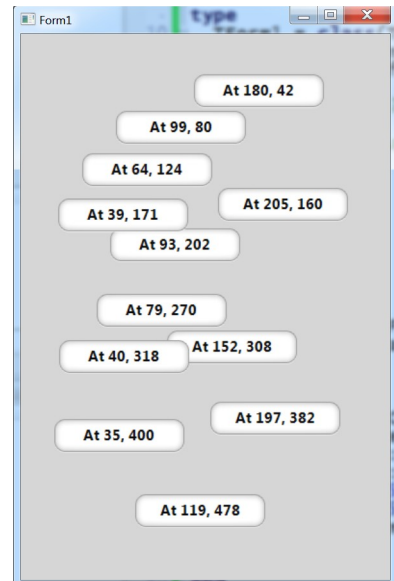 type
Form1
At 180, 42
At 99, 80
At 64, 124
At 205, 160
At 39, 171
At 93, 202
At 79, 270
At 152, 308
At 40, 318
At 197, 382
At 35, 400
At 119, 478